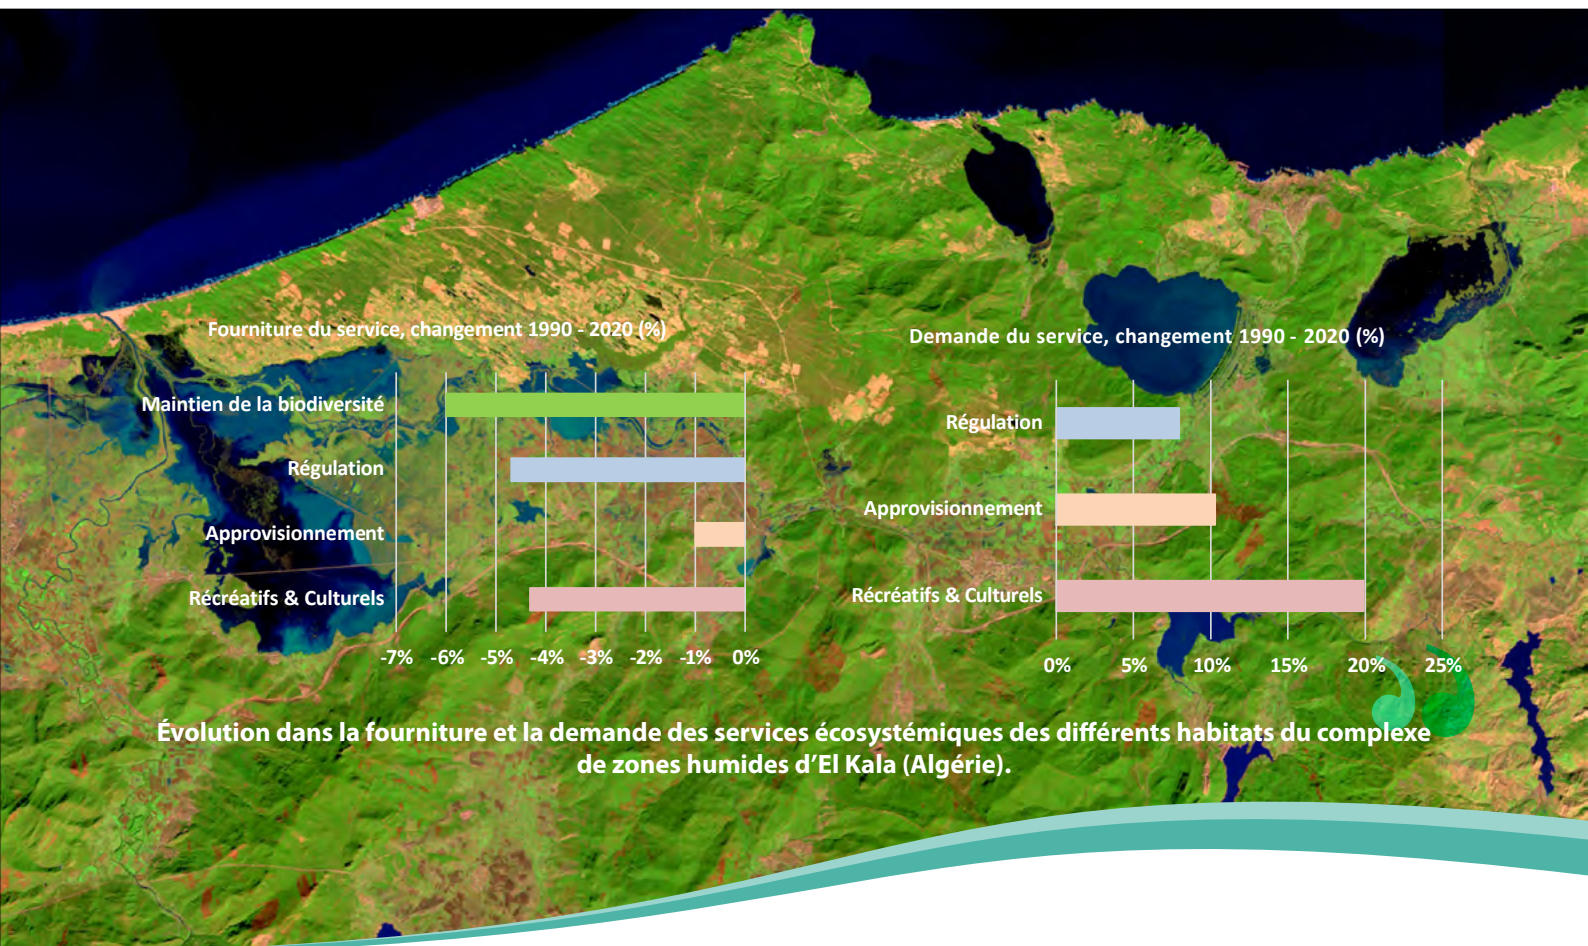 Fourniture du service, changement 1990 - 2020 (%)
Maintien de la biodiversité
Régulation
Approvisionnement
Récréatifs & Culturels
-7% -6% -5% -4% -3% -2% -1% 0%
Demande du service, changement 1990 - 2020 (%)
Régulation
Approvisionnement
Récréatifs & Culturels
0% 5% 10% 15% 20% 25%
Évolution dans la fourniture et la demande des services écosystémiques des différents habitats du complexe
de zones humides d’El Kala (Algérie).